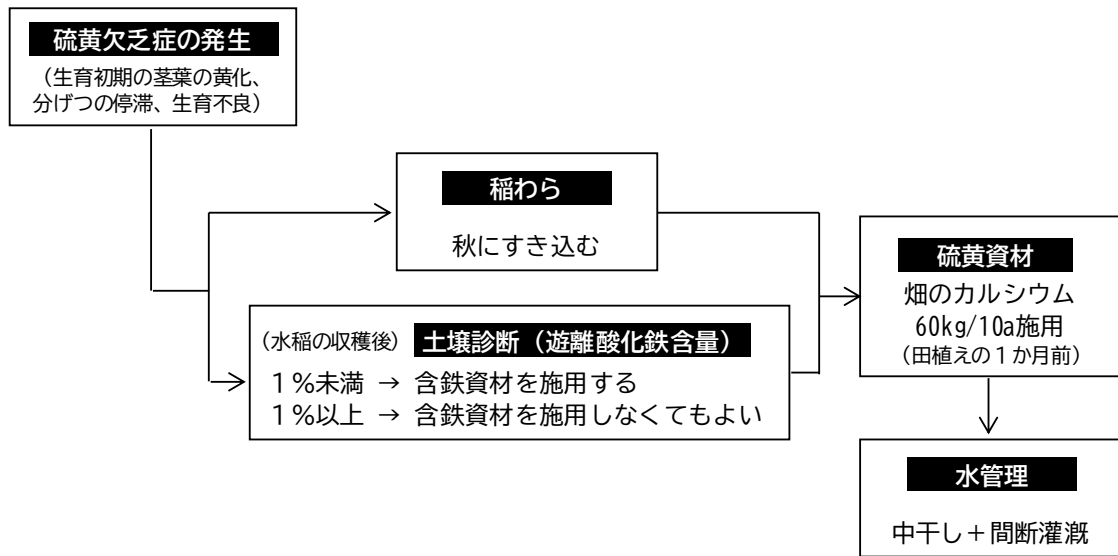 硫黄欠乏症の発生
（生育初期の茎葉の黄化、
分げつの停滞、生育不良）
稲わら
秋にすき込む
（水稲の収穫後） 土壌診断（遊離酸化鉄含量）
１％未満 → 含鉄資材を施用する
１％以上 → 含鉄資材を施用しなくてもよい
硫黄資材
畑のカルシウム
60kg/10a施用
（田植えの１か月前）
水管理
中干し＋間断灌漑